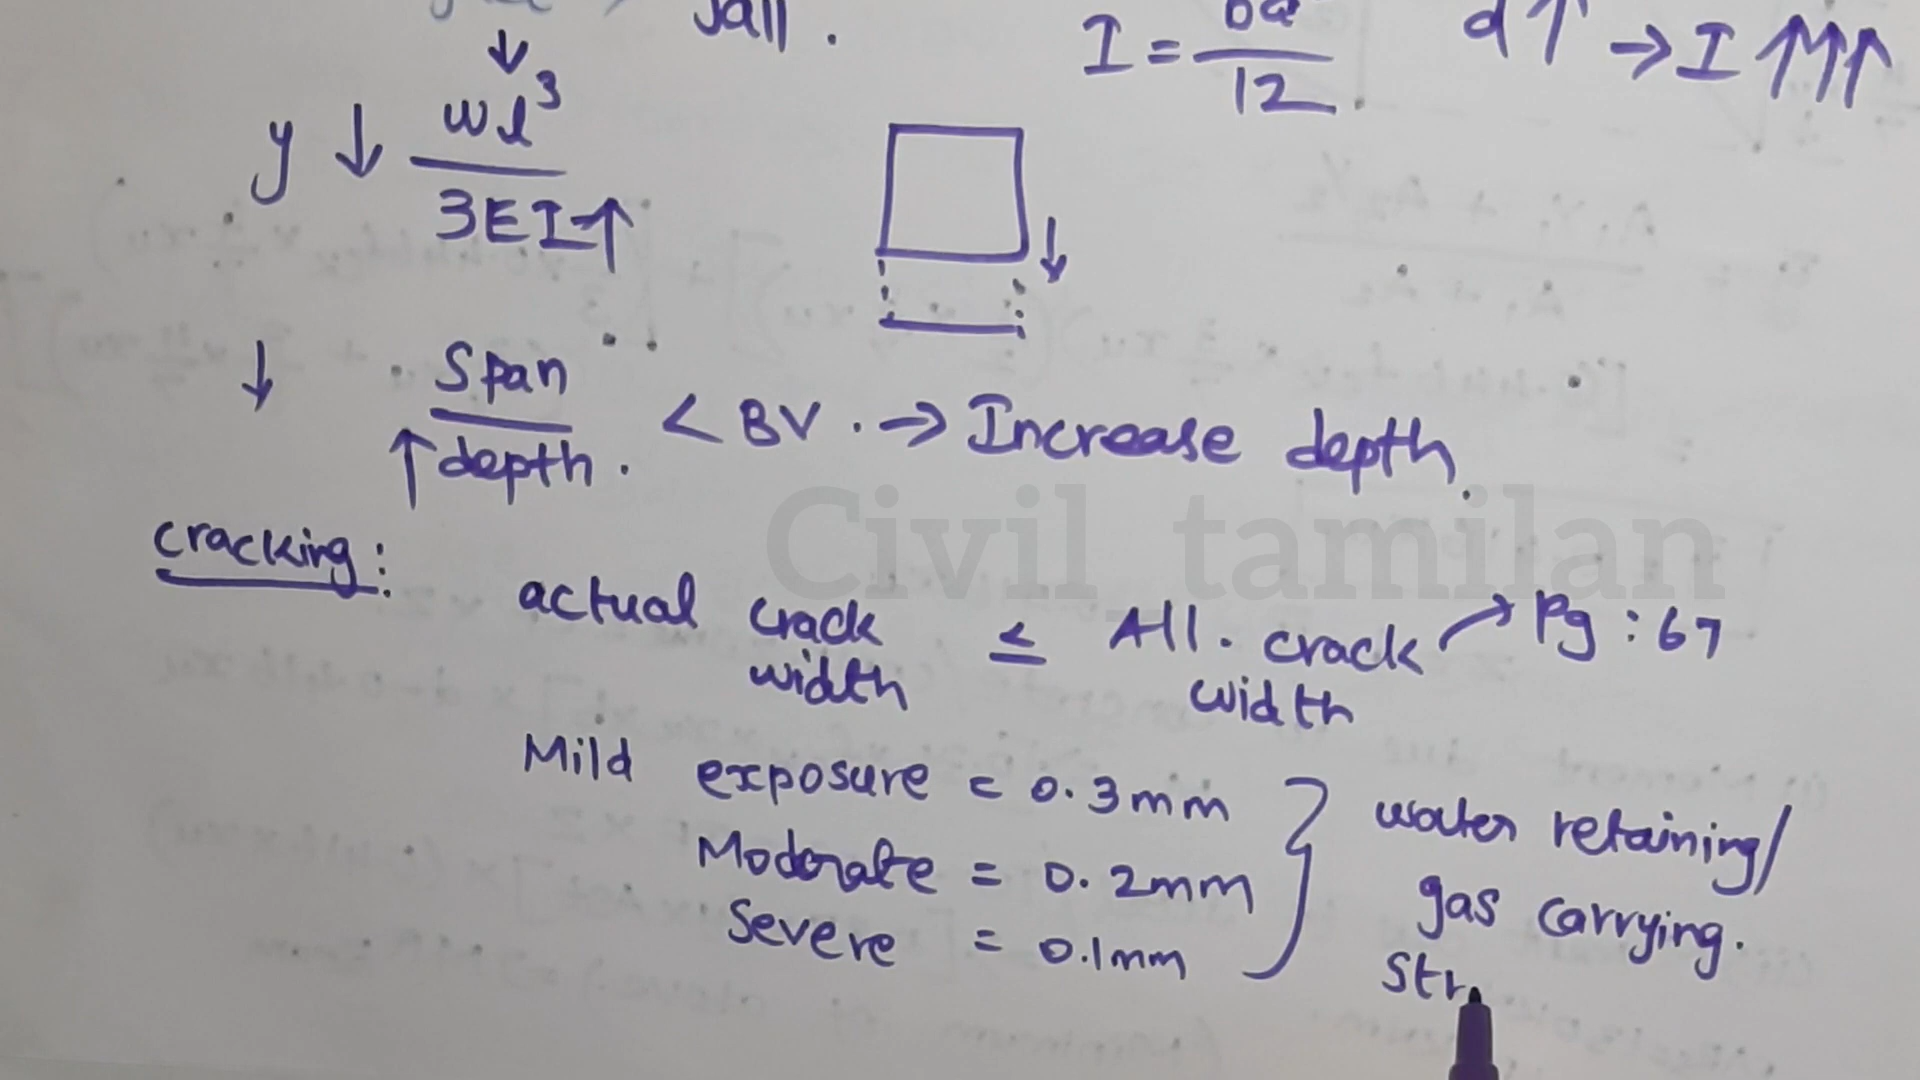 Jall.
I = bd / 12
d↑ → I ↑↑↑
↓
y ↓ wl³ / 3EI↑
↓ Span / ↑depth. < BV. → Increase depth.
Civil tamilan
cracking:
actual crack width ≤ All. crack width → Pg : 67
Mild exposure = 0.3mm
Moderate = 0.2mm
Severe = 0.1mm
water retaining/
gas carrying.
Str